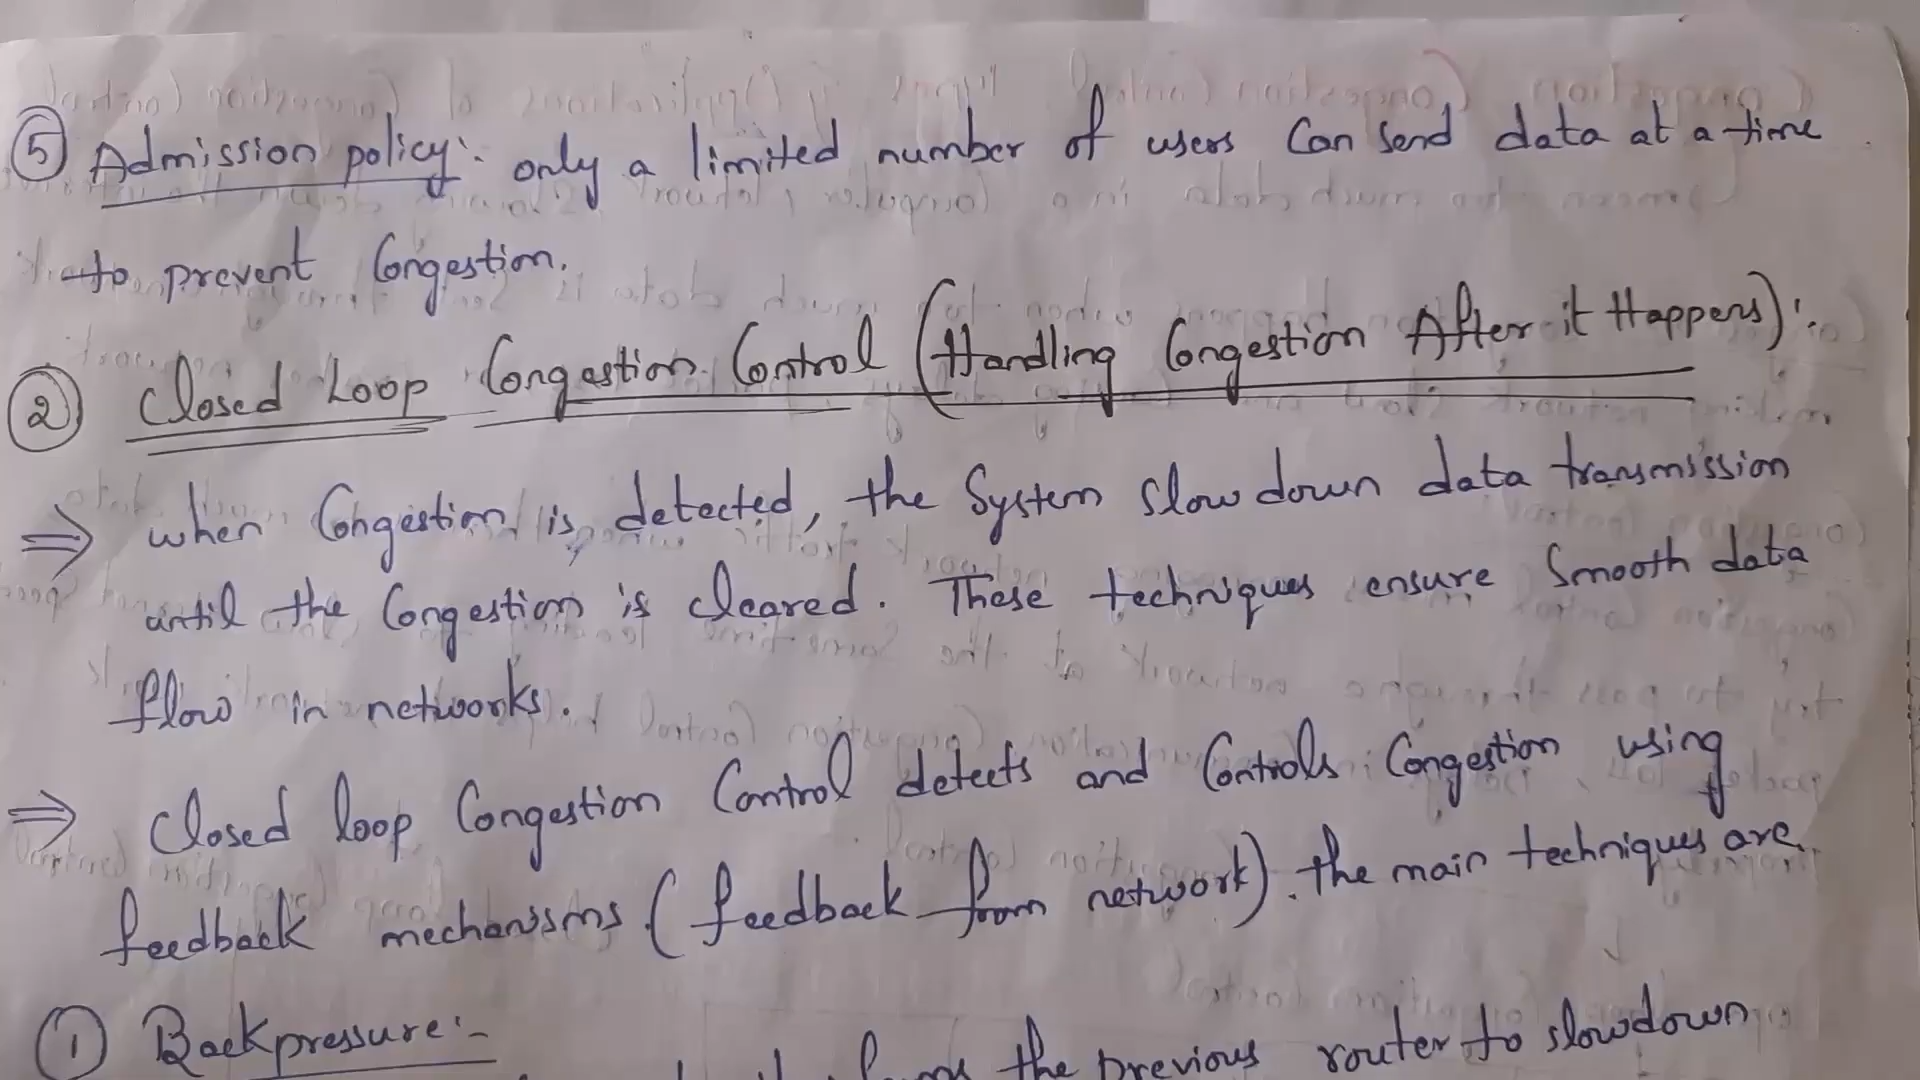 ⑤ Admission policy:- only a limited number of users Can Send data at a time
to prevent Congestion.
② Closed Loop Congestion Control (Handling Congestion After it Happens):-
⇒ when Congestion is detected, the System slow down data transmission
until the Congestion is cleared. These techniques ensure Smooth data
flow in networks.
⇒ Closed loop Congestion Control detects and Controls Congestion using
feedback mechanisms (feedback from network). the main techniques are
① Backpressure:-
the previous router to slowdown